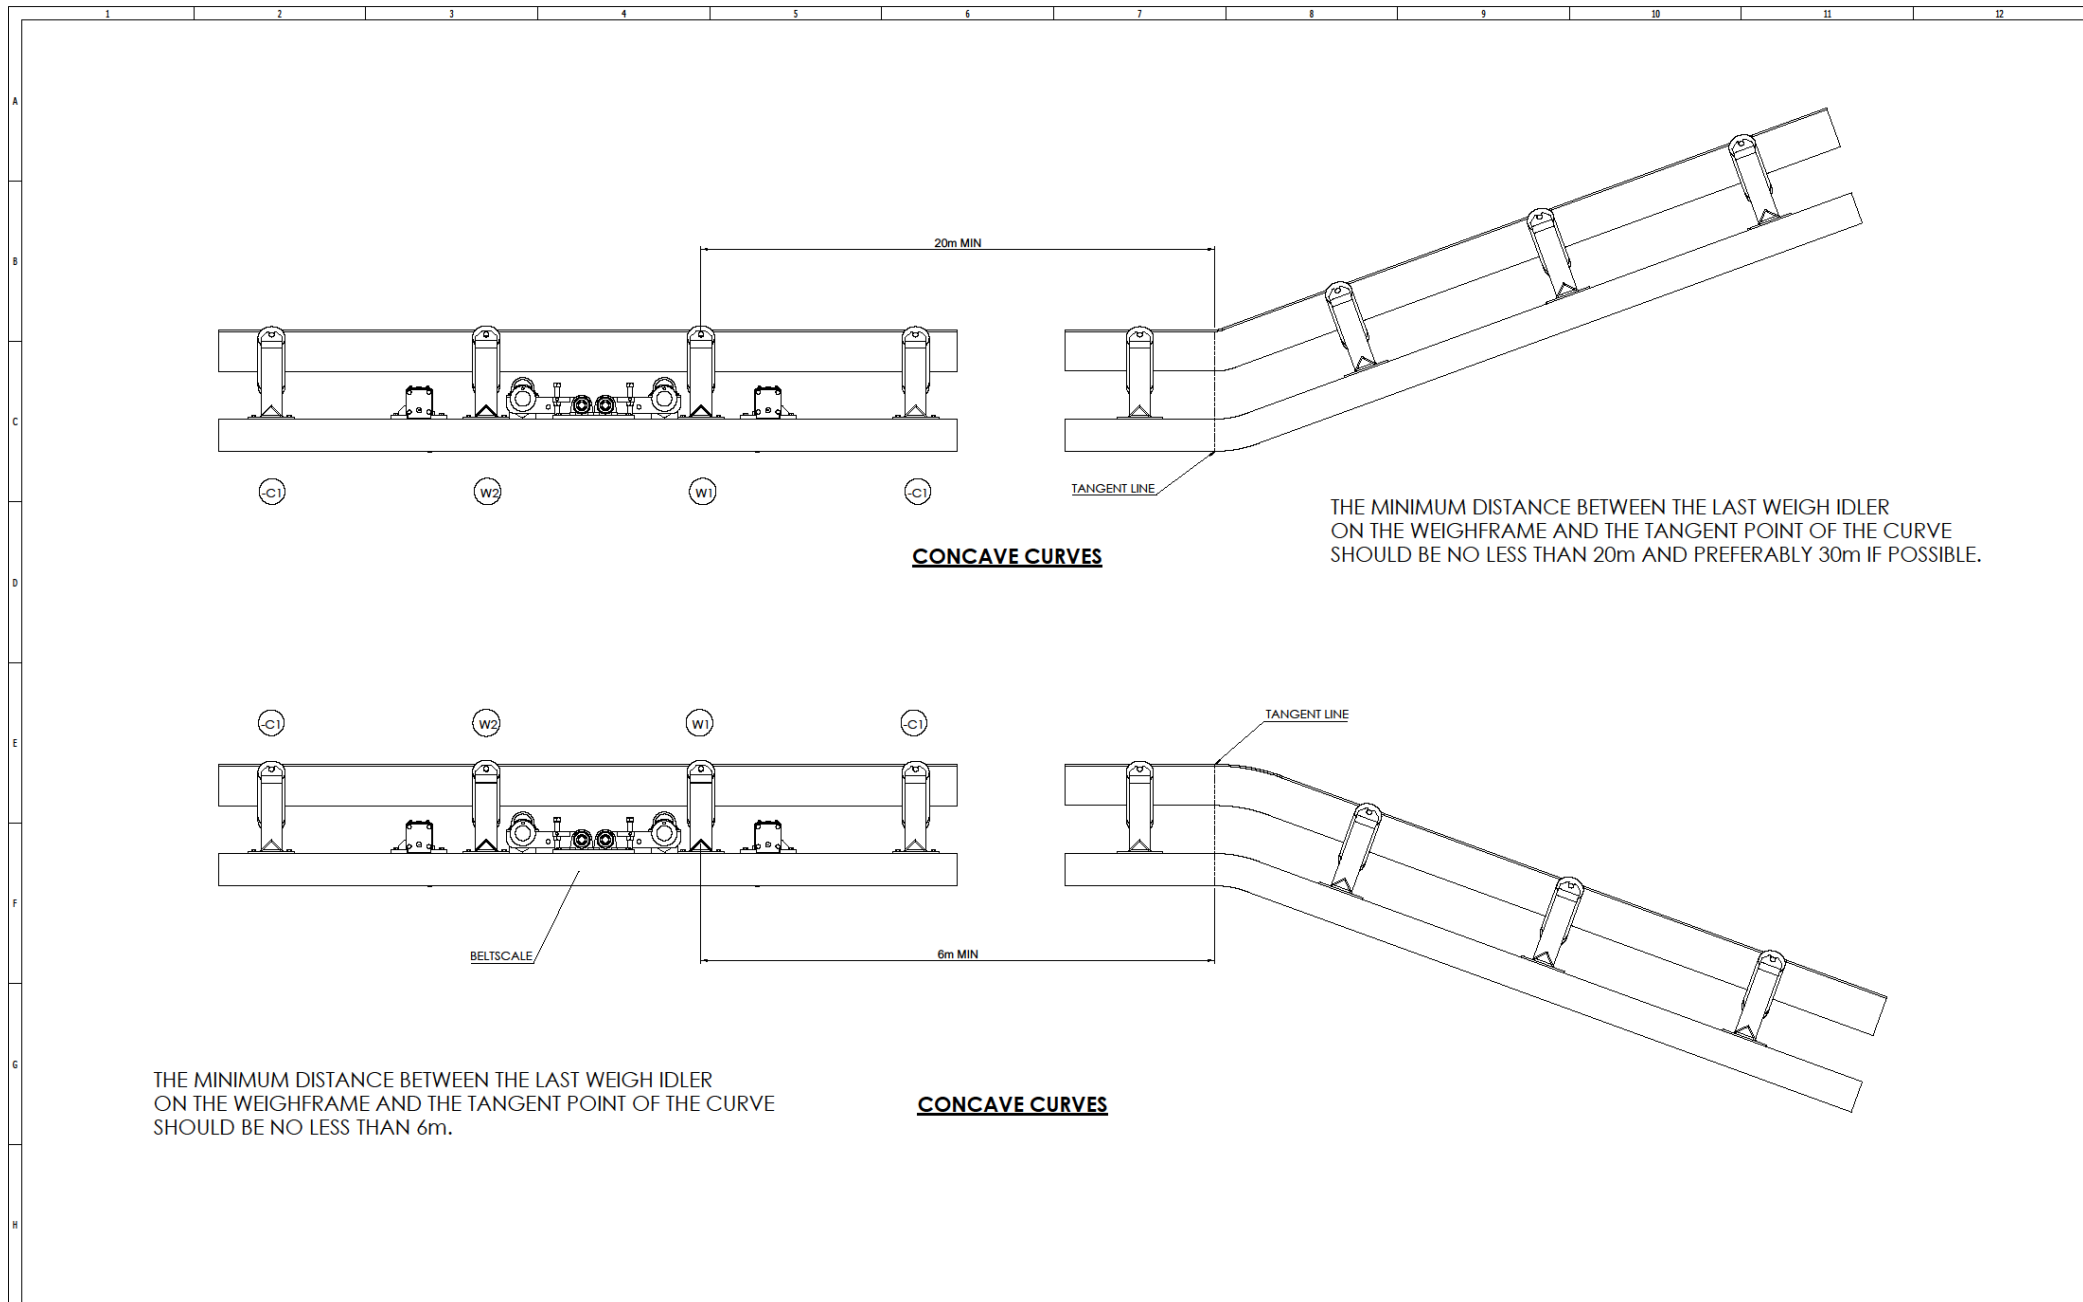 1 2 3 4 5 6 7 8 9 10 11 12
A
B
20m MIN
C
-C1 W2 W1 -C1
TANGENT LINE
THE MINIMUM DISTANCE BETWEEN THE LAST WEIGH IDLER
ON THE WEIGHFRAME AND THE TANGENT POINT OF THE CURVE
SHOULD BE NO LESS THAN 20m AND PREFERABLY 30m IF POSSIBLE.
CONCAVE CURVES
D
-C1 W2 W1 -C1
TANGENT LINE
E
F
BELTSCALE
6m MIN
G
THE MINIMUM DISTANCE BETWEEN THE LAST WEIGH IDLER
ON THE WEIGHFRAME AND THE TANGENT POINT OF THE CURVE
SHOULD BE NO LESS THAN 6m.
CONCAVE CURVES
H